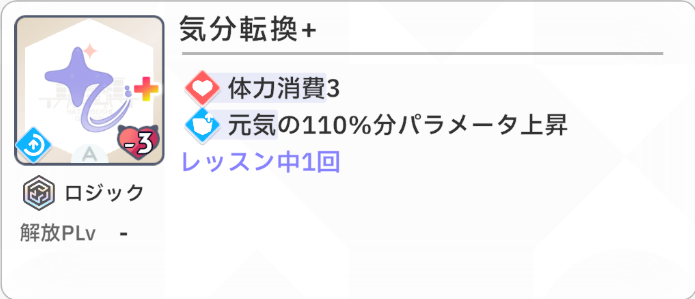 気分転換+
体力消費3
元気の110%分パラメータ上昇
レッスン中1回
A
-3
ロジック
解放PLv -